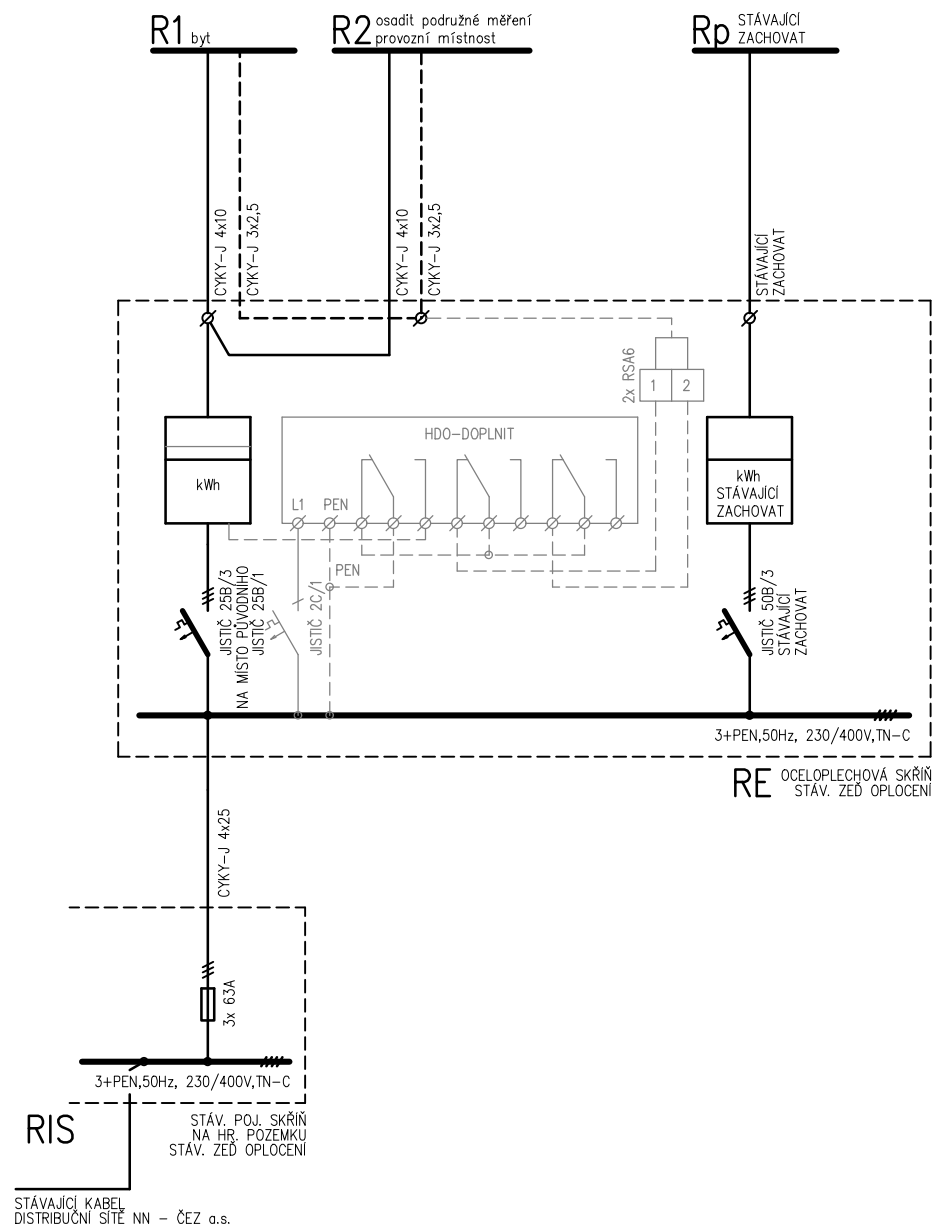 R1 byt
R2 osadit podružné měření
provozní místnost
Rp STÁVAJÍCÍ
ZACHOVAT
CYKY-J 4x10
CYKY-J 3x2,5
CYKY-J 4x10
CYKY-J 3x2,5
STÁVAJÍCÍ
ZACHOVAT
2x RSA6
1 2
HDO-DOPLNIT
kWh
L1 PEN
kWh
STÁVAJÍCÍ
ZACHOVAT
PEN
JISTIČ 25B/3
NA MÍSTO PŮVODNÍHO
JISTIČ 25B/1
JISTIČ 2C/1
JISTIČ 50B/3
STÁVAJÍCÍ
ZACHOVAT
3+PEN,50Hz, 230/400V,TN-C
RE OCELOPLECHOVÁ SKŘÍŇ
STÁV. ZEĎ OPLOCENÍ
CYKY-J 4x25
3x 63A
3+PEN,50Hz, 230/400V,TN-C
RIS
STÁV. POJ. SKŘÍŇ
NA HR. POZEMKU
STÁV. ZEĎ OPLOCENÍ
STÁVAJÍCÍ KABEL
DISTRIBUČNÍ SÍTĚ NN - ČEZ a.s.